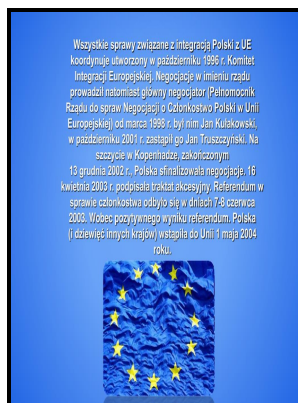 Wszystkie sprawy związane z integracją Polski z UE
koordynuje utworzony w październiku 1996 r. Komitet
Integracji Europejskiej. Negocjacje w imieniu rządu
prowadził natomiast główny negocjator (Pełnomocnik
Rządu do spraw Negocjacji o Członkostwo Polski w Unii
Europejskiej) od marca 1998 r. był nim Jan Kułakowski,
w październiku 2001 r. zastąpił go Jan Truszczyński. Na
szczycie w Kopenhadze, zakończonym
13 grudnia 2002 r., Polska sfinalizowała negocjacje. 16
kwietnia 2003 r. podpisała traktat akcesyjny. Referendum w
sprawie członkostwa odbyło się w dniach 7-8 czerwca
2003. Wobec pozytywnego wyniku referendum. Polska
(i dziewięć innych krajów) wstąpiła do Unii 1 maja 2004
roku.